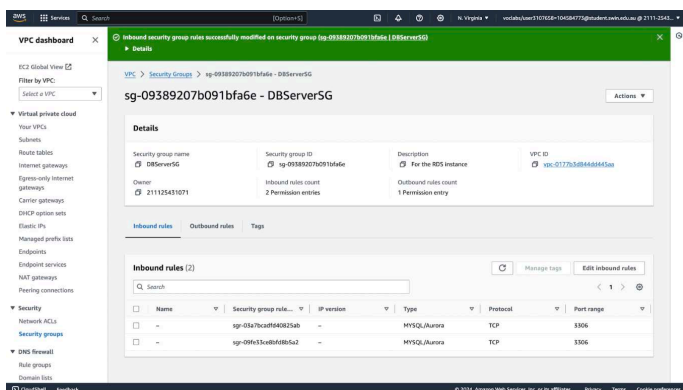 aws Services Search [Option+S] N. Virginia ▼ voclabs/user3107658=104584773@student.swin.edu.au @ 2111-2543...
VPC dashboard
Inbound security group rules successfully modified on security group (sg-09389207b091bfa6e | DBServerSG)
▶ Details
EC2 Global View
Filter by VPC:
Select a VPC
▼ Virtual private cloud
Your VPCs
Subnets
Route tables
Internet gateways
Egress-only internet gateways
Carrier gateways
DHCP option sets
Elastic IPs
Managed prefix lists
Endpoints
Endpoint services
NAT gateways
Peering connections
▼ Security
Network ACLs
Security groups
▼ DNS firewall
Rule groups
Domain lists
VPC > Security Groups > sg-09389207b091bfa6e - DBServerSG
sg-09389207b091bfa6e - DBServerSG
Actions ▼
Details
Security group name
DBServerSG
Security group ID
sg-09389207b091bfa6e
Description
For the RDS instance
VPC ID
Owner
211125431071
Inbound rules count
2 Permission entries
Outbound rules count
1 Permission entry
Inbound rules Outbound rules Tags
Inbound rules (2)
Manage tags Edit inbound rules
Search
< 1 >
Name Security group rule... IP version Type Protocol Port range
– sgr-03a7bcadfd40825ab – MYSQL/Aurora TCP 3306
– sgr-09fe33ce8bfd8b5a2 – MYSQL/Aurora TCP 3306
CloudShell Feedback © 2024, Amazon Web Services, Inc. or its affiliates. Privacy Terms Cookie preferences